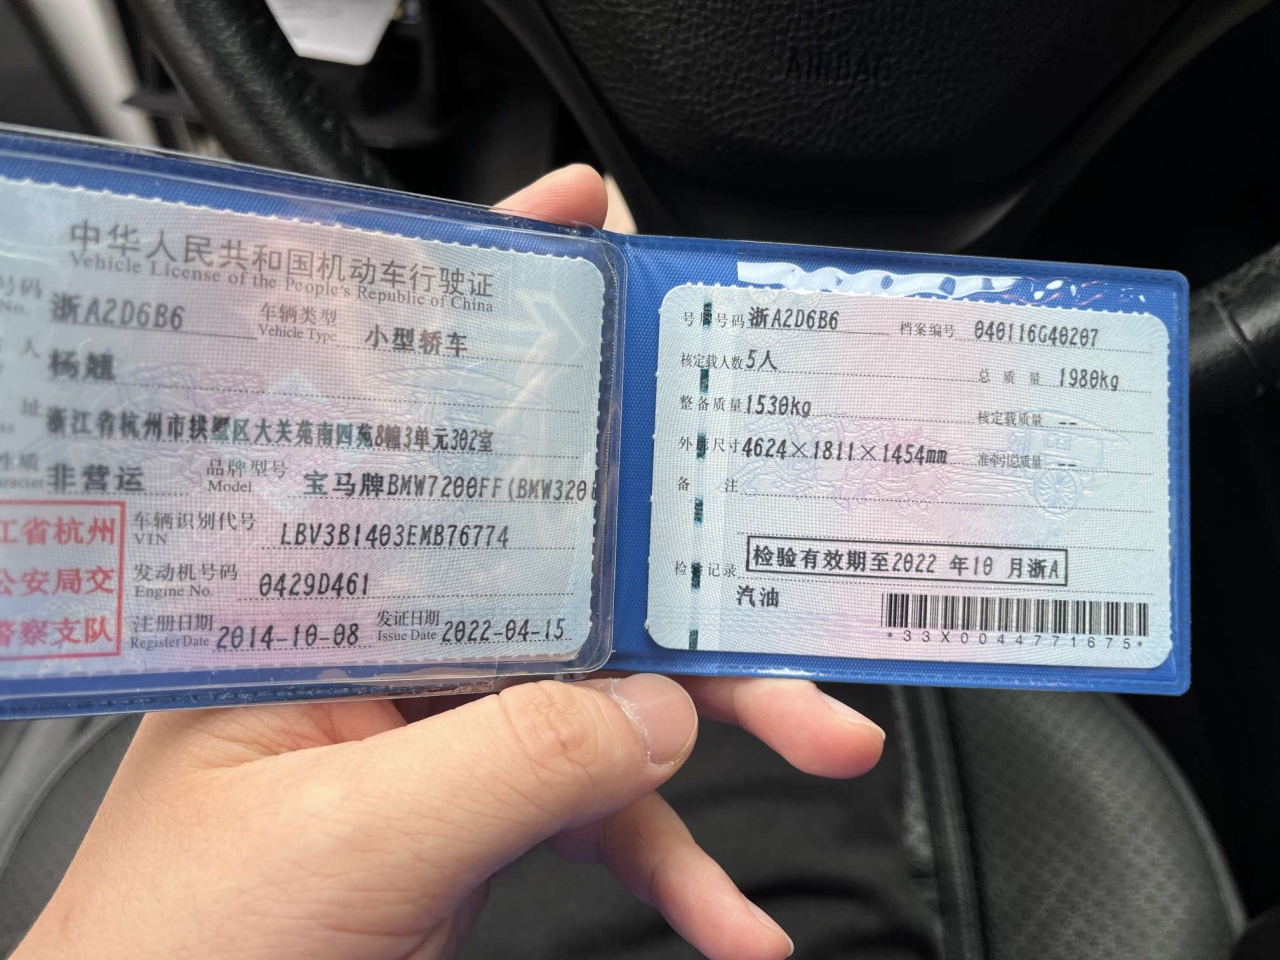 AIRBAG
中华人民共和国机动车行驶证
Vehicle License of the People's Republic of China
号码 浙A2D6B6 车辆类型 小型轿车
No. Vehicle Type
人 杨翘
址 浙江省杭州市拱墅区大关苑南四苑8幢3单元302室
性质 非营运 品牌型号 宝马牌BMW7200FF(BMW320
aracter Model
车辆识别代号 LBV3B1403EMB76774
VIN
发动机号码 0429D461
Engine No.
注册日期 2014-10-08 发证日期 2022-04-15
Register Date Issue Date
江省杭州
公安局交
警察支队
号牌号码 浙A2D6B6 档案编号 040116G40207
核定载人数 5人 总质量 1980kg
整备质量 1530kg 核定载质量 --
外廓尺寸 4624×1811×1454mm 准牵引总质量 --
备注
检验记录 检验有效期至2022 年10 月浙A
汽油
*33X0044771675*